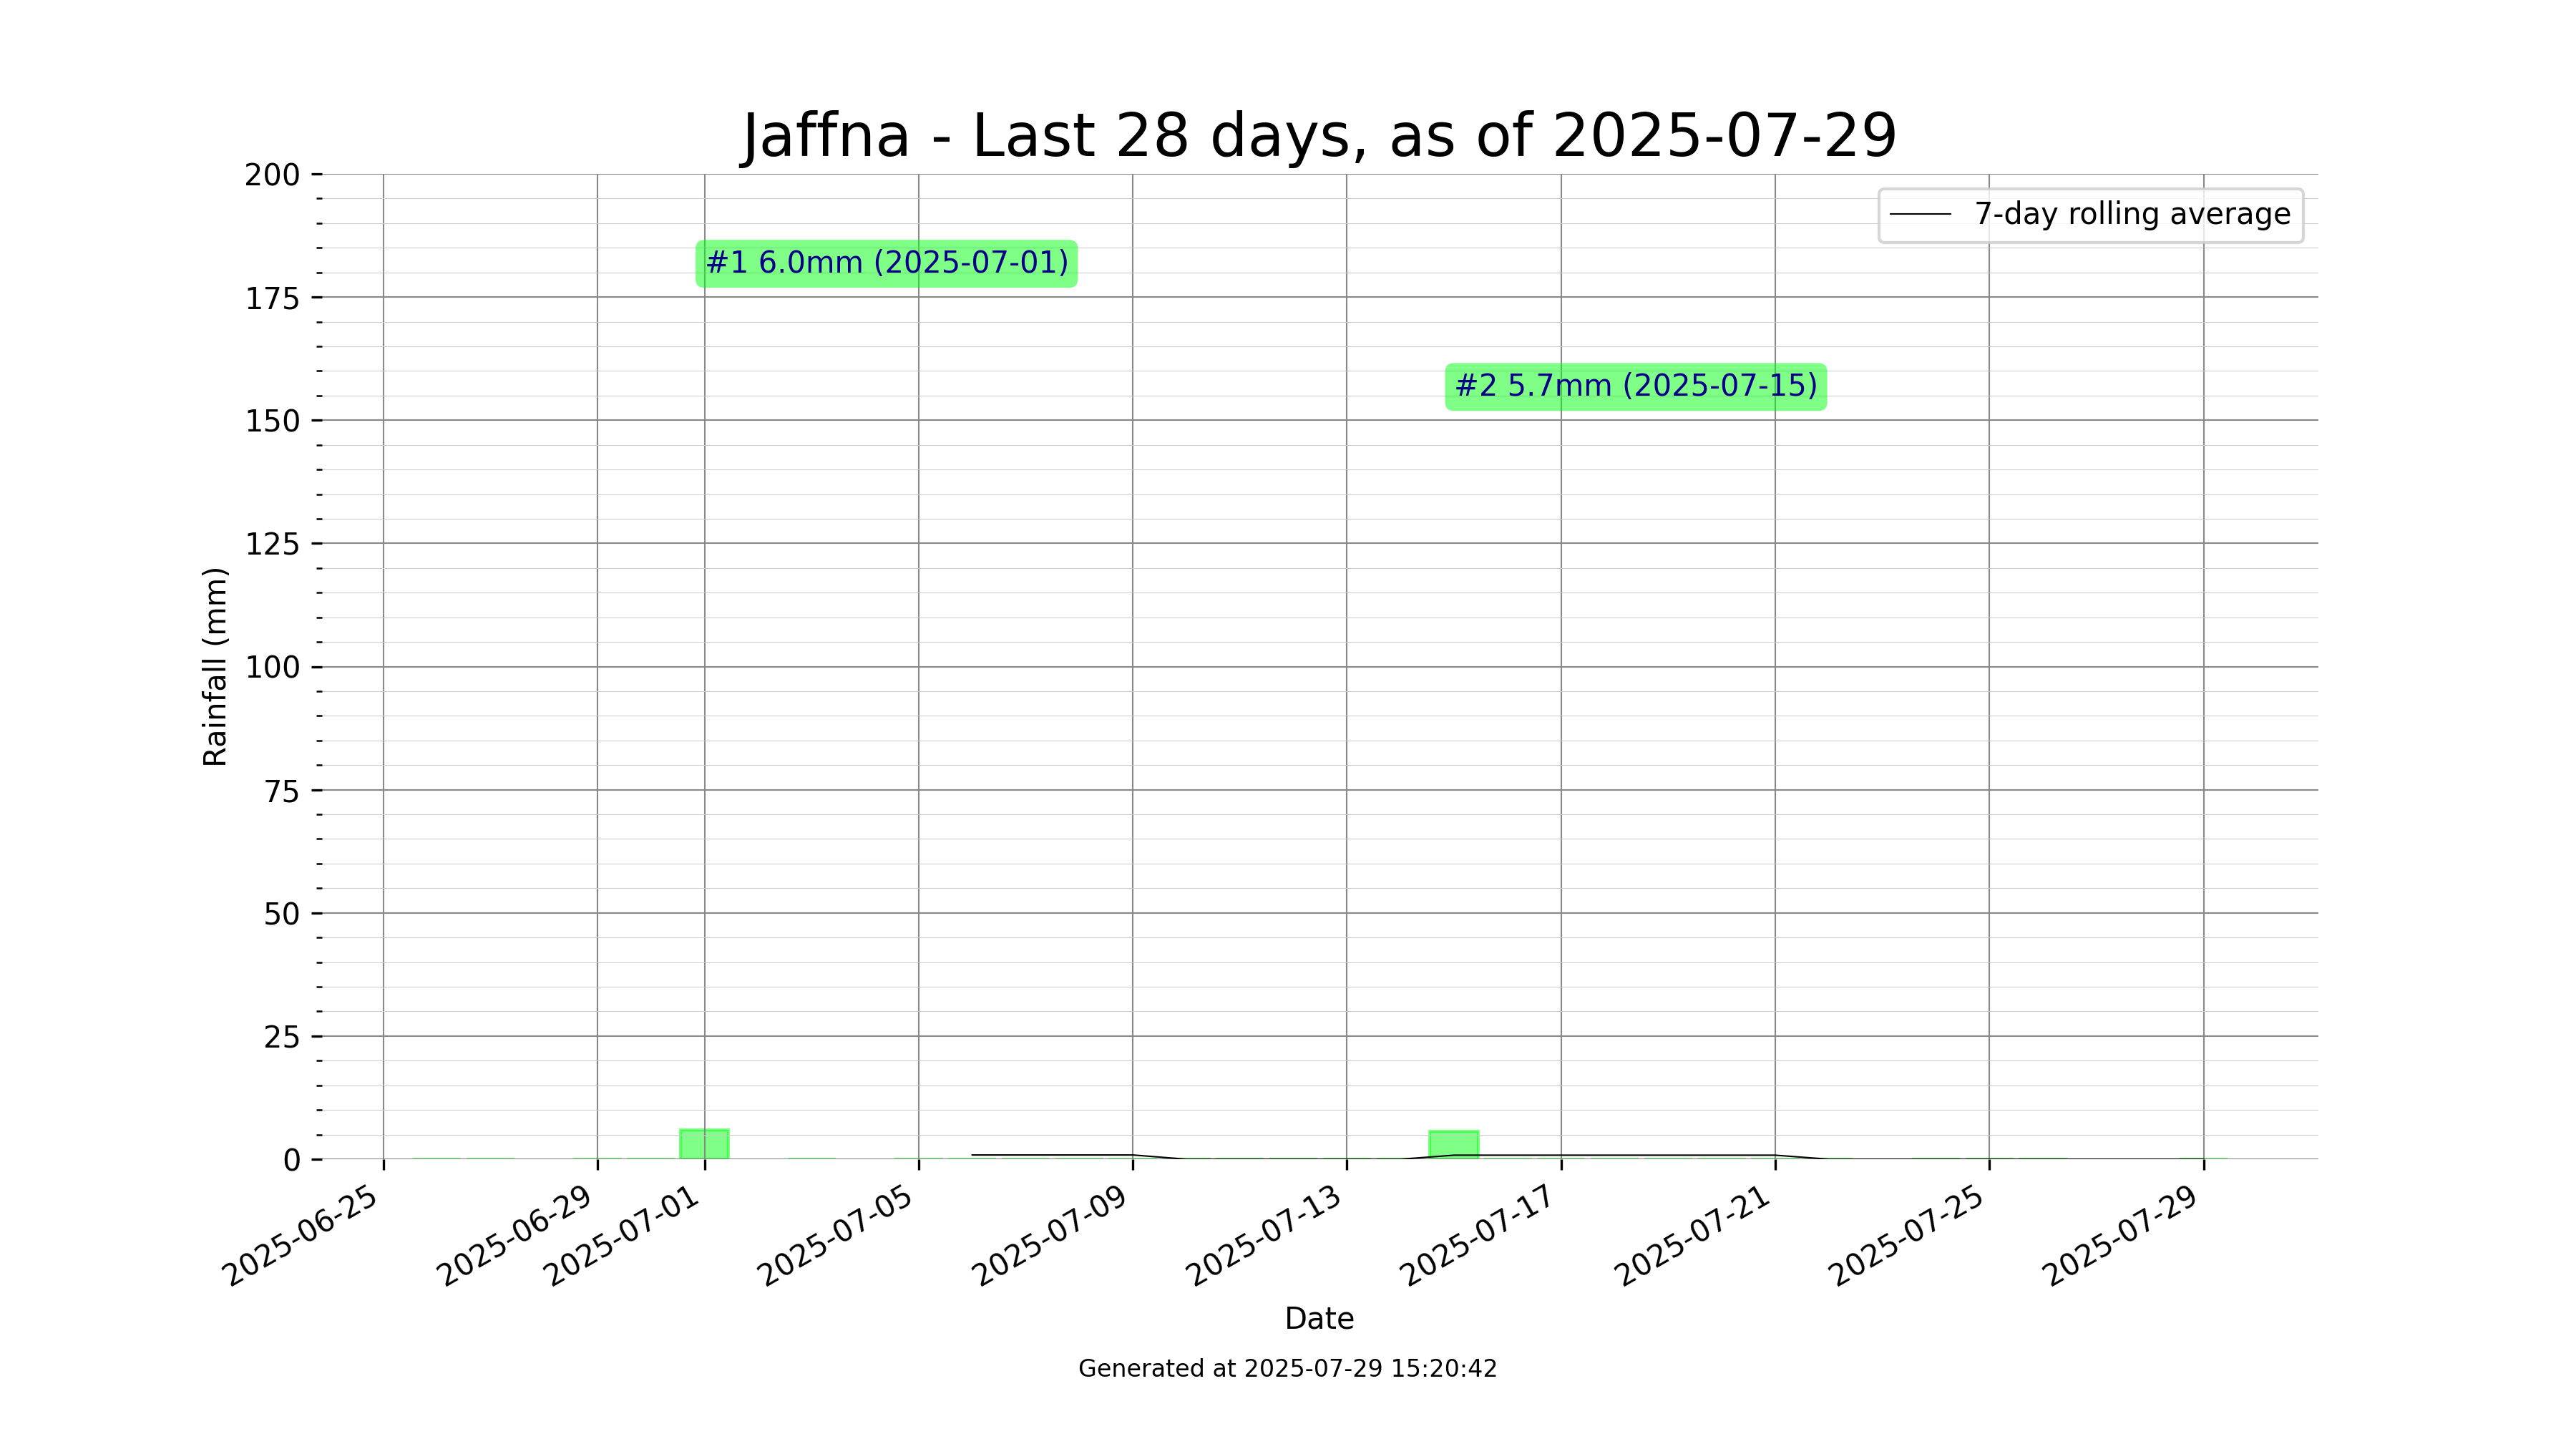 Jaffna - Last 28 days, as of 2025-07-29
200
175
150
125
100
75
50
25
0
Rainfall (mm)
7-day rolling average
#1 6.0mm (2025-07-01)
#2 5.7mm (2025-07-15)
2025-06-25
2025-06-29
2025-07-01
2025-07-05
2025-07-09
2025-07-13
2025-07-17
2025-07-21
2025-07-25
2025-07-29
Date
Generated at 2025-07-29 15:20:42